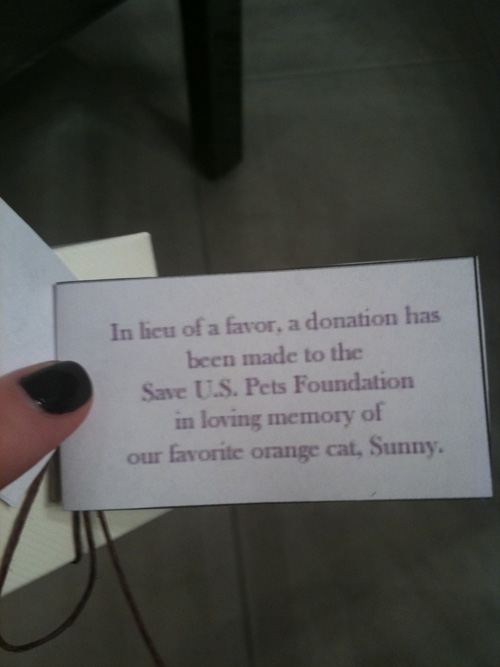 In lieu of a favor, a donation has
been made to the
Save U.S. Pets Foundation
in loving memory of
our favorite orange cat, Sunny.